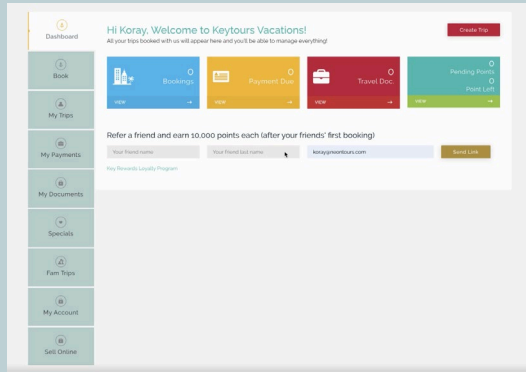 Dashboard
Book
My Trips
My Payments
My Documents
Specials
Fam Trips
My Account
Sell Online
Hi Koray, Welcome to Keytours Vacations!
All your trips booked with us will appear here and you'll be able to manage everything!
Create Trip
0
Bookings
VIEW
0
Payment Due
VIEW
0
Travel Doc.
VIEW
0
Pending Points
0
Point Left
VIEW
Refer a friend and earn 10,000 points each (after your friends' first booking)
Your friend name
Your friend last name
koray@neontours.com
Send Link
Key Rewards Loyalty Program